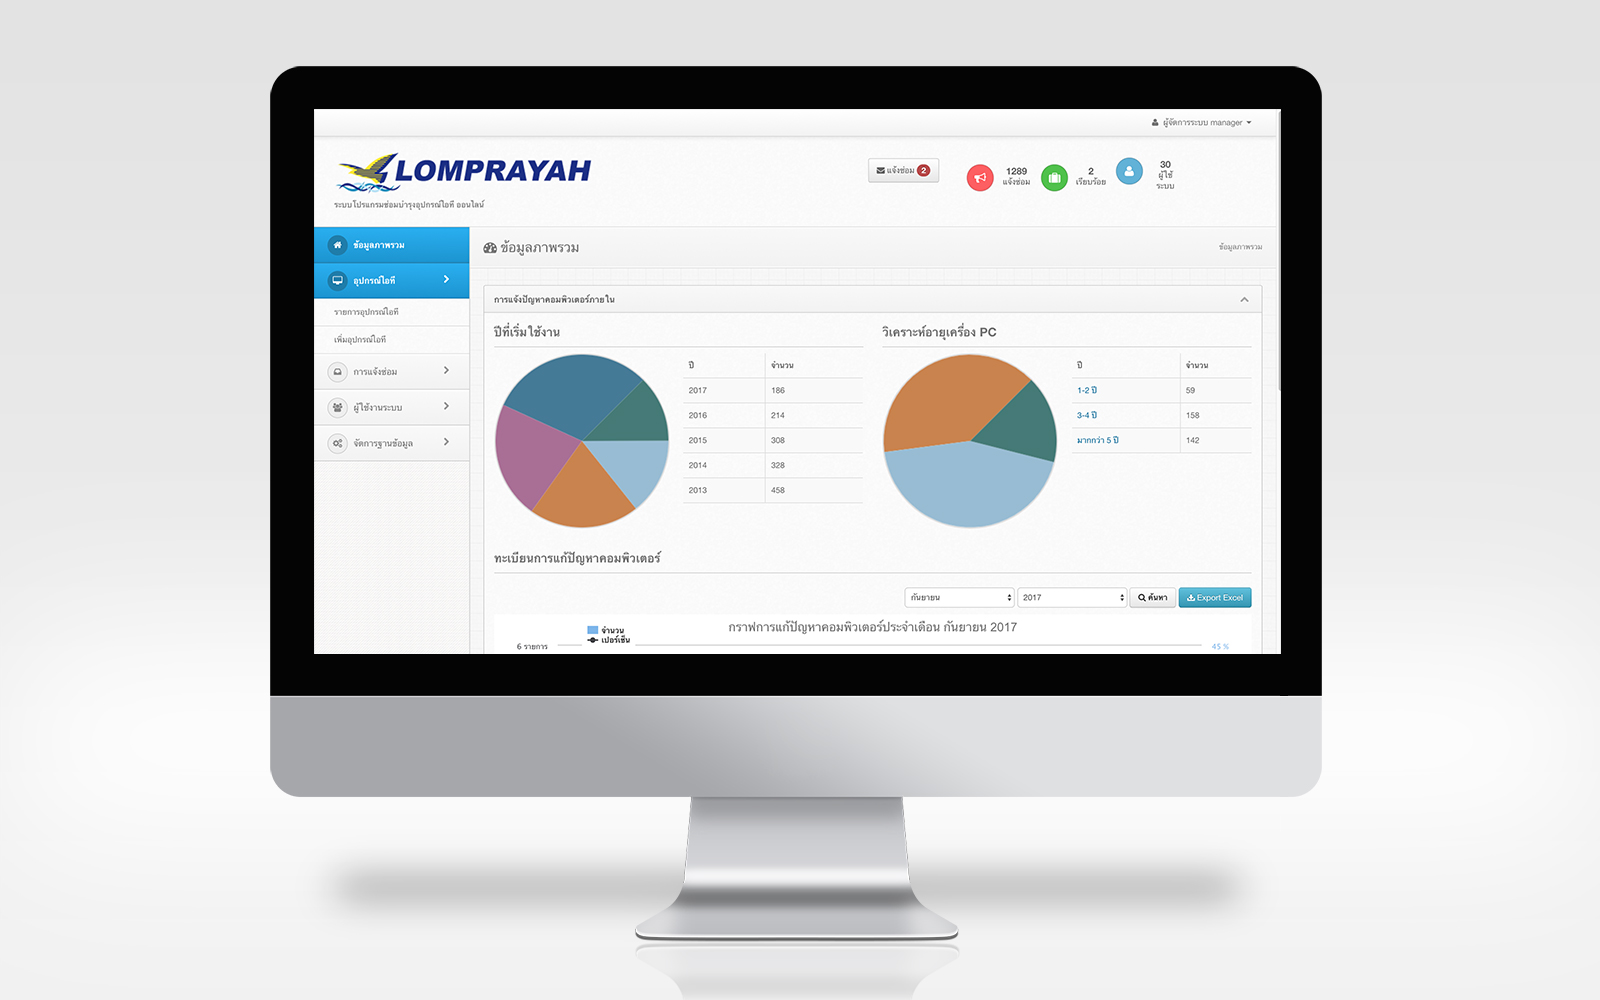 ผู้จัดการระบบ manager
LOMPRAYAH
ระบบโปรแกรมซ่อมบำรุงอุปกรณ์ไอที ออนไลน์
แจ้งซ่อม 2
1289
แจ้งซ่อม
2
เรียบร้อย
30
ผู้ใช้
ระบบ
ข้อมูลภาพรวม
อุปกรณ์ไอที
รายการอุปกรณ์ไอที
เพิ่มอุปกรณ์ไอที
การแจ้งซ่อม
ผู้ใช้งานระบบ
จัดการฐานข้อมูล
ข้อมูลภาพรวม
ข้อมูลภาพรวม
การแจ้งปัญหาคอมพิวเตอร์ภายใน
ปีที่เริ่มใช้งาน
ปี จำนวน
2017 186
2016 214
2015 308
2014 328
2013 458
วิเคราะห์อายุเครื่อง PC
ปี จำนวน
1-2 ปี 59
3-4 ปี 158
มากกว่า 5 ปี 142
ทะเบียนการแก้ปัญหาคอมพิวเตอร์
กันยายน 2017 ค้นหา Export Excel
กราฟการแก้ปัญหาคอมพิวเตอร์ประจำเดือน กันยายน 2017
จำนวน
เปอร์เซ็น
6 รายการ
45 %